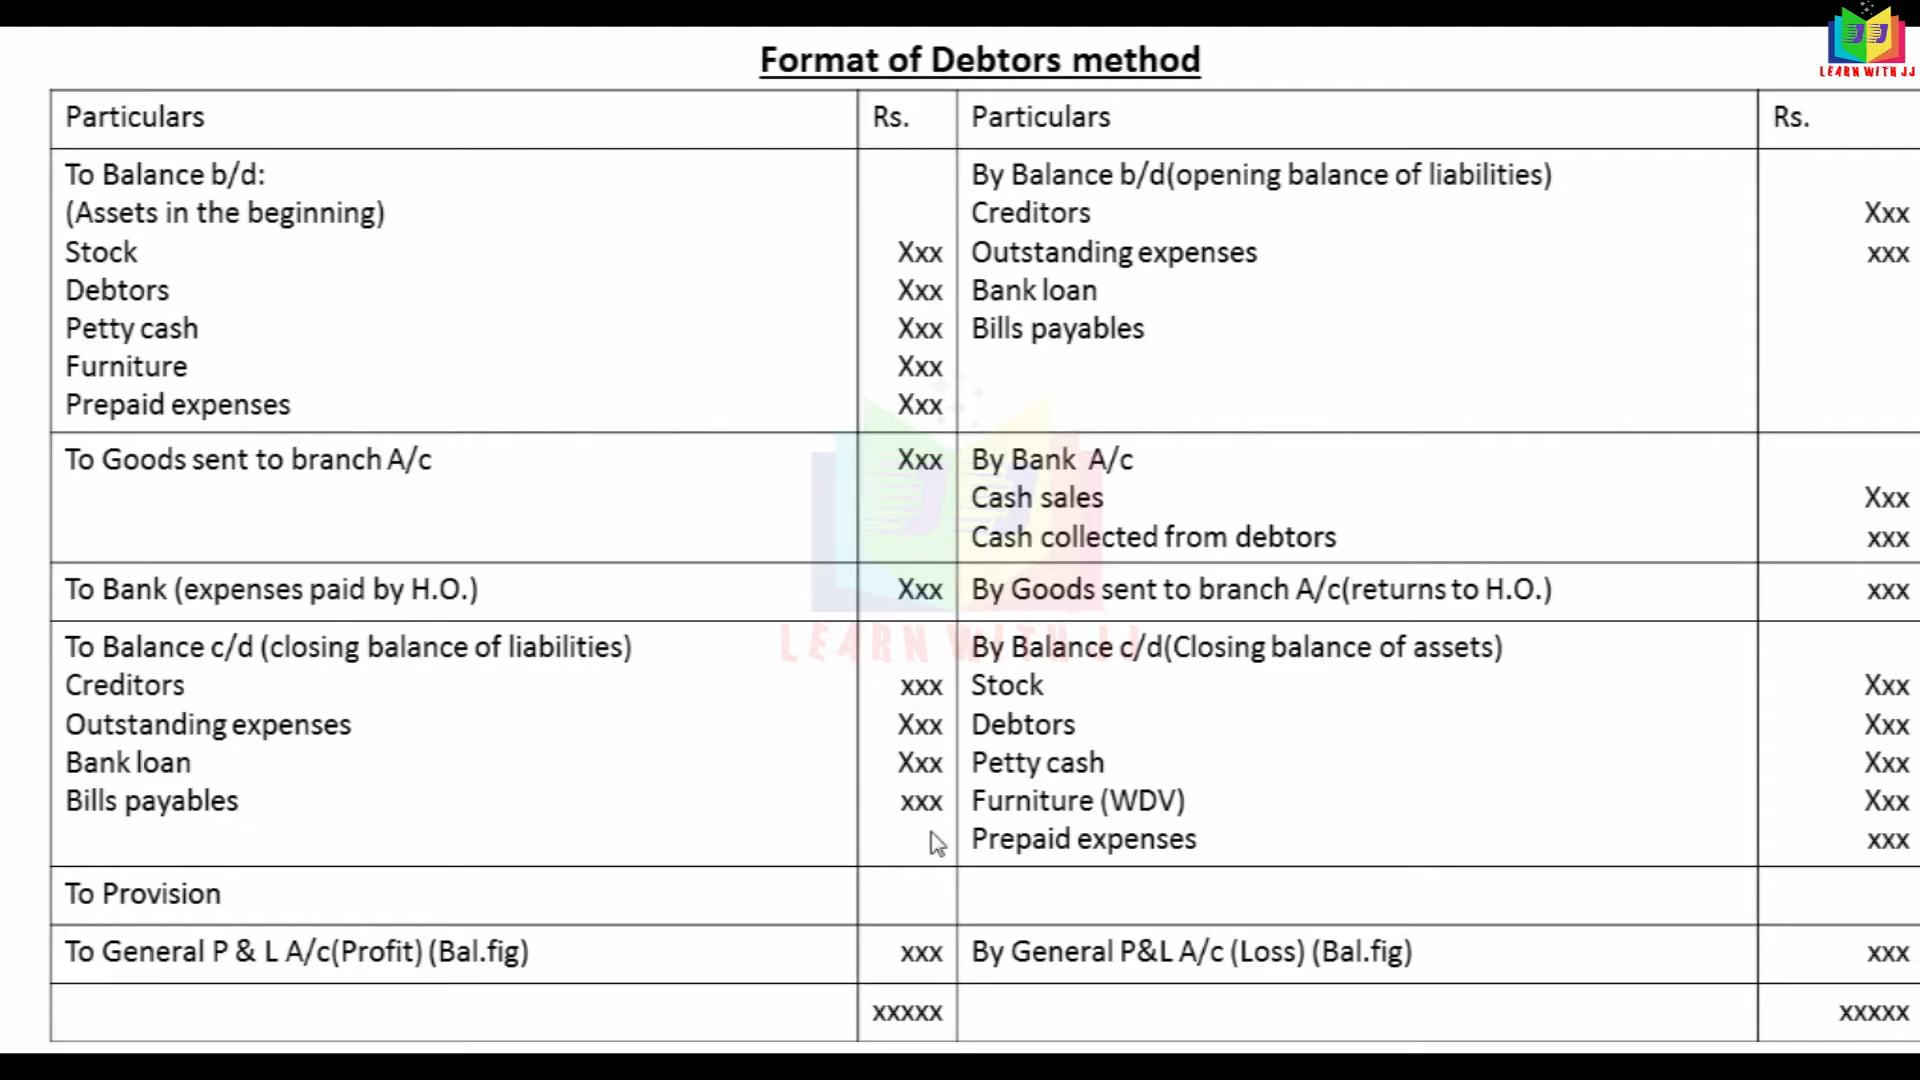 LEARN WITH JJ
Format of Debtors method
Particulars Rs. Particulars Rs.
To Balance b/d: By Balance b/d(opening balance of liabilities)
(Assets in the beginning) Creditors Xxx
Stock Xxx Outstanding expenses xxx
Debtors Xxx Bank loan
Petty cash Xxx Bills payables
Furniture Xxx
Prepaid expenses Xxx
To Goods sent to branch A/c Xxx By Bank A/c
Cash sales Xxx
Cash collected from debtors xxx
To Bank (expenses paid by H.O.) Xxx By Goods sent to branch A/c(returns to H.O.) xxx
To Balance c/d (closing balance of liabilities) By Balance c/d(Closing balance of assets)
Creditors xxx Stock Xxx
Outstanding expenses Xxx Debtors Xxx
Bank loan Xxx Petty cash Xxx
Bills payables xxx Furniture (WDV) Xxx
Prepaid expenses xxx
To Provision
To General P & L A/c(Profit) (Bal.fig) xxx By General P&L A/c (Loss) (Bal.fig) xxx
xxxxx xxxxx
LEARN WITH JJ